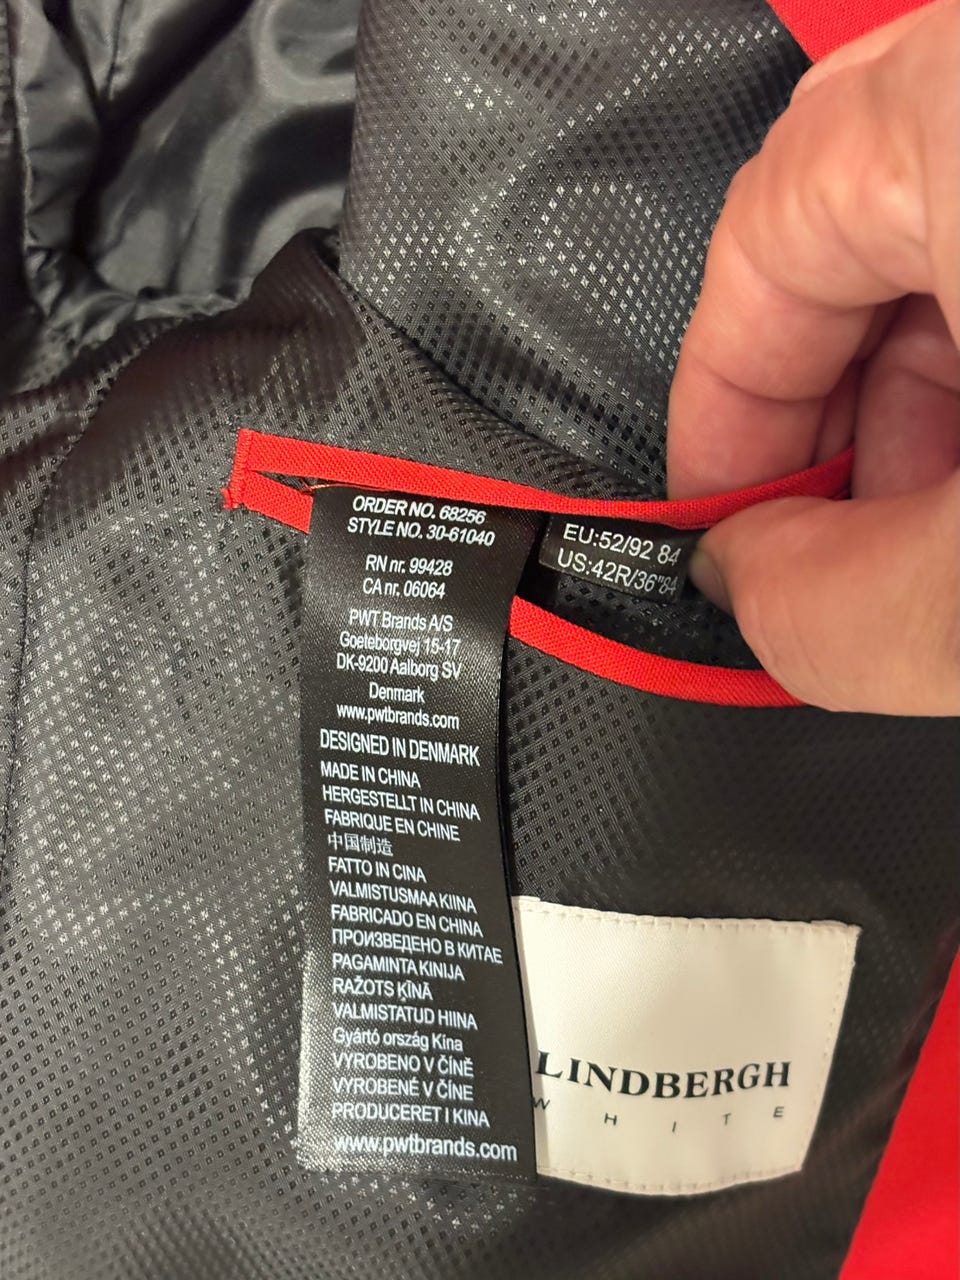 ORDER NO. 68256
STYLE NO. 30-61040
RN nr. 99428
CA nr. 06064
PWT Brands A/S
Goeteborgvej 15-17
DK-9200 Aalborg SV
Denmark
www.pwtbrands.com
DESIGNED IN DENMARK
MADE IN CHINA
HERGESTELLT IN CHINA
FABRIQUE EN CHINE
中国制造
FATTO IN CINA
VALMISTUSMAA KIINA
FABRICADO EN CHINA
ПРОИЗВЕДЕНО В КИТАЕ
PAGAMINTA KINIJA
RAŽOTS ĶĪNĀ
VALMISTATUD HIINA
Gyártó ország Kína
VYROBENO V ČÍNĚ
VYROBENÉ V ČÍNE
PRODUCERET I KINA
www.pwtbrands.com
EU:52/92 84
US:42R/36"84
LINDBERGH
WHITE